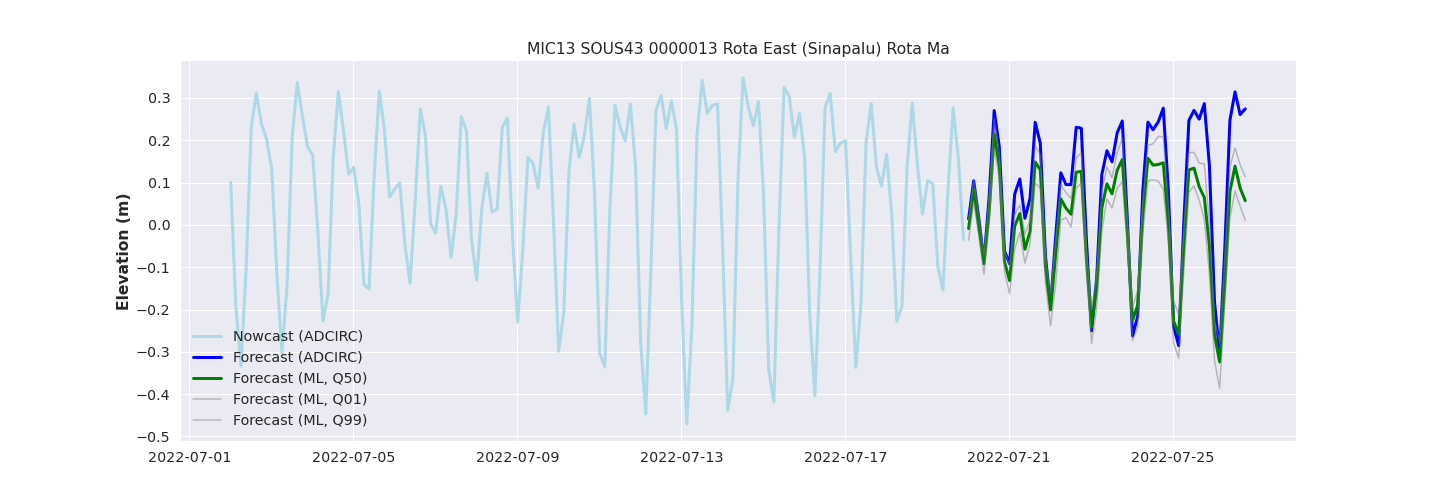 MIC13 SOUS43 0000013 Rota East (Sinapalu) Rota Ma
Elevation (m)
0.3
0.2
0.1
0.0
−0.1
−0.2
−0.3
−0.4
−0.5
Nowcast (ADCIRC)
Forecast (ADCIRC)
Forecast (ML, Q50)
Forecast (ML, Q01)
Forecast (ML, Q99)
2022-07-01 2022-07-05 2022-07-09 2022-07-13 2022-07-17 2022-07-21 2022-07-25